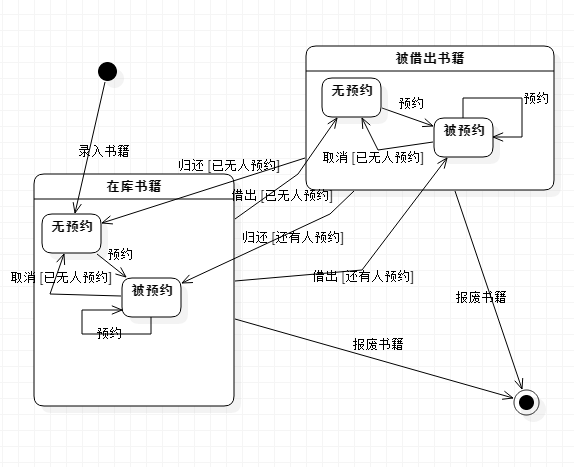 被借出书籍
无预约
预约
预约
被预约
取消 [已无人预约]
录入书籍
归还 [已无人预约]
在库书籍
借出 [已无人预约]
无预约
归还 [还有人预约]
预约
取消 [已无人预约]
借出 [还有人预约]
被预约
预约
报废书籍
报废书籍